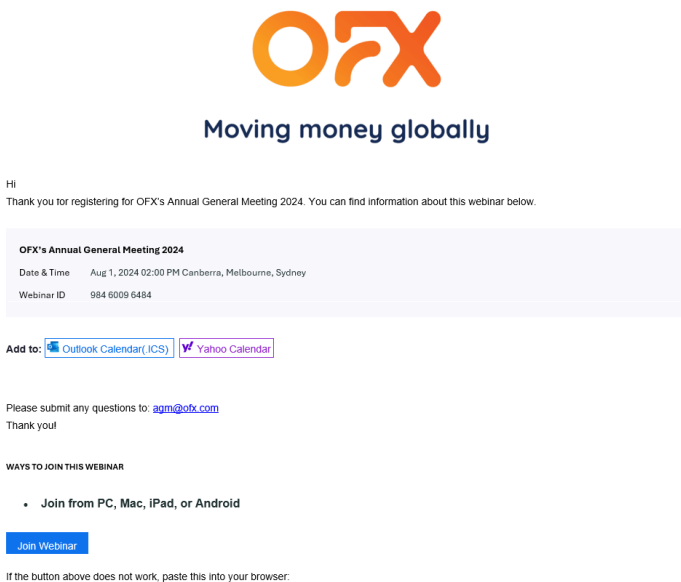 OFX
Moving money globally
Hi
Thank you for registering for OFX's Annual General Meeting 2024. You can find information about this webinar below.
OFX's Annual General Meeting 2024
Date & Time Aug 1, 2024 02:00 PM Canberra, Melbourne, Sydney
Webinar ID 984 6009 6484
Add to: Outlook Calendar(.ICS) Yahoo Calendar
Please submit any questions to: agm@ofx.com
Thank you!
WAYS TO JOIN THIS WEBINAR
• Join from PC, Mac, iPad, or Android
Join Webinar
If the button above does not work, paste this into your browser: